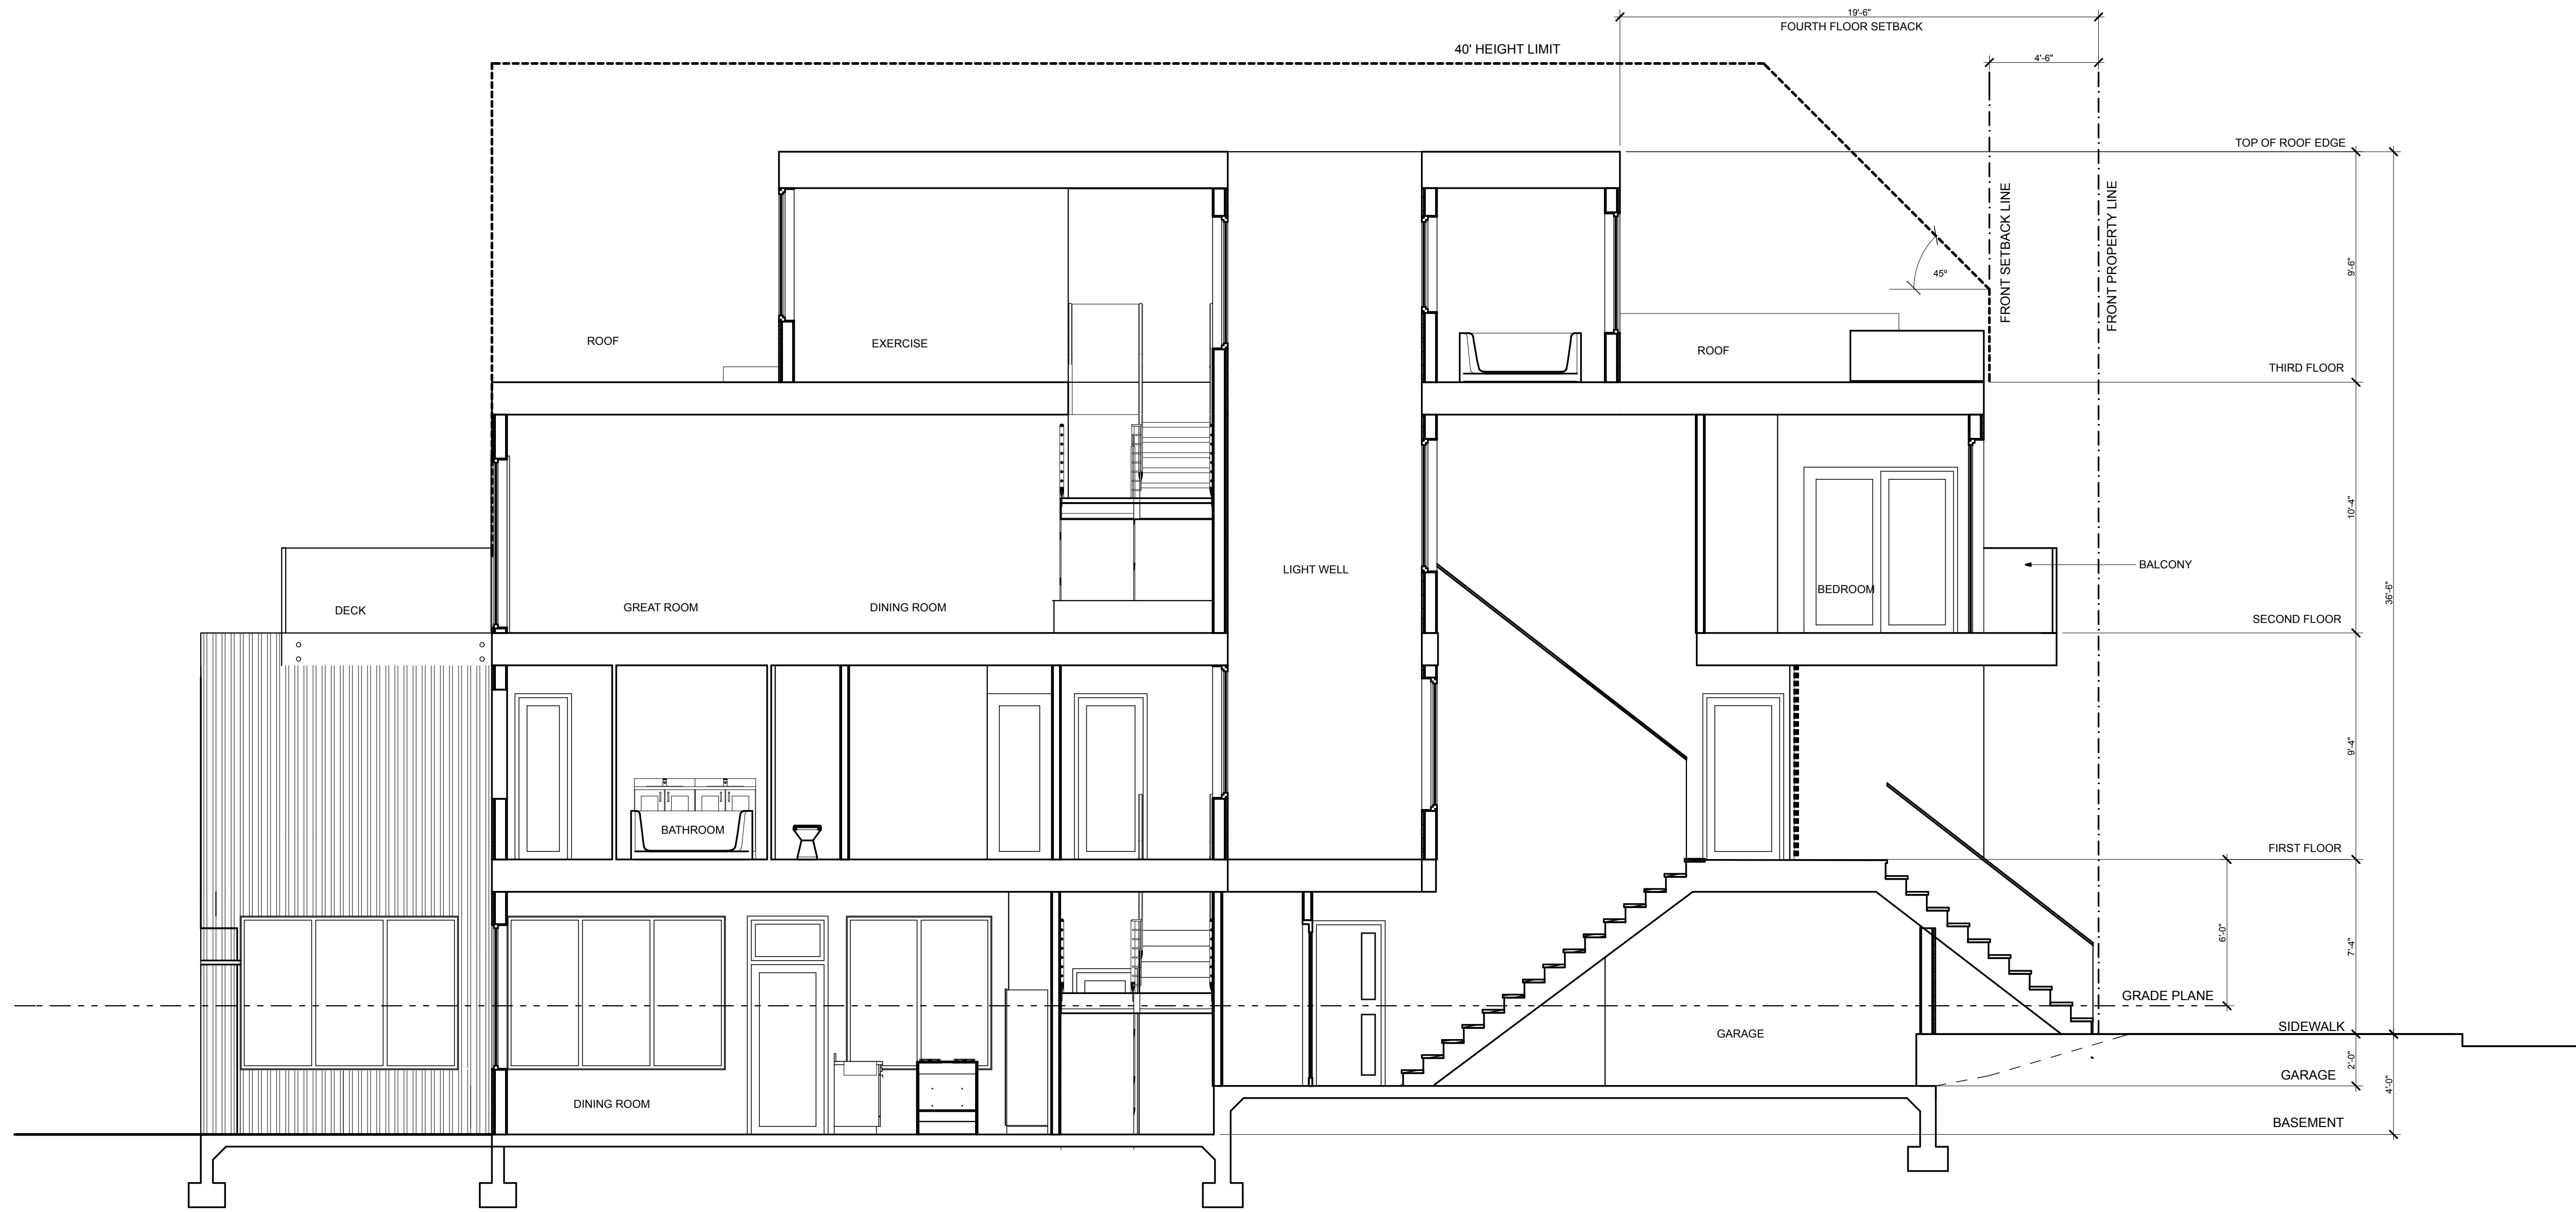 19'-6"
FOURTH FLOOR SETBACK
40' HEIGHT LIMIT
4'-6"
TOP OF ROOF EDGE
FRONT SETBACK LINE
FRONT PROPERTY LINE
9'-6"
45º
ROOF
EXERCISE
ROOF
THIRD FLOOR
10'-4"
LIGHT WELL
BALCONY
BEDROOM
36'-6"
DECK
GREAT ROOM
DINING ROOM
SECOND FLOOR
9'-4"
BATHROOM
FIRST FLOOR
6'-0"
7'-4"
GRADE PLANE
SIDEWALK
GARAGE
2'-0"
GARAGE
4'-0"
DINING ROOM
BASEMENT